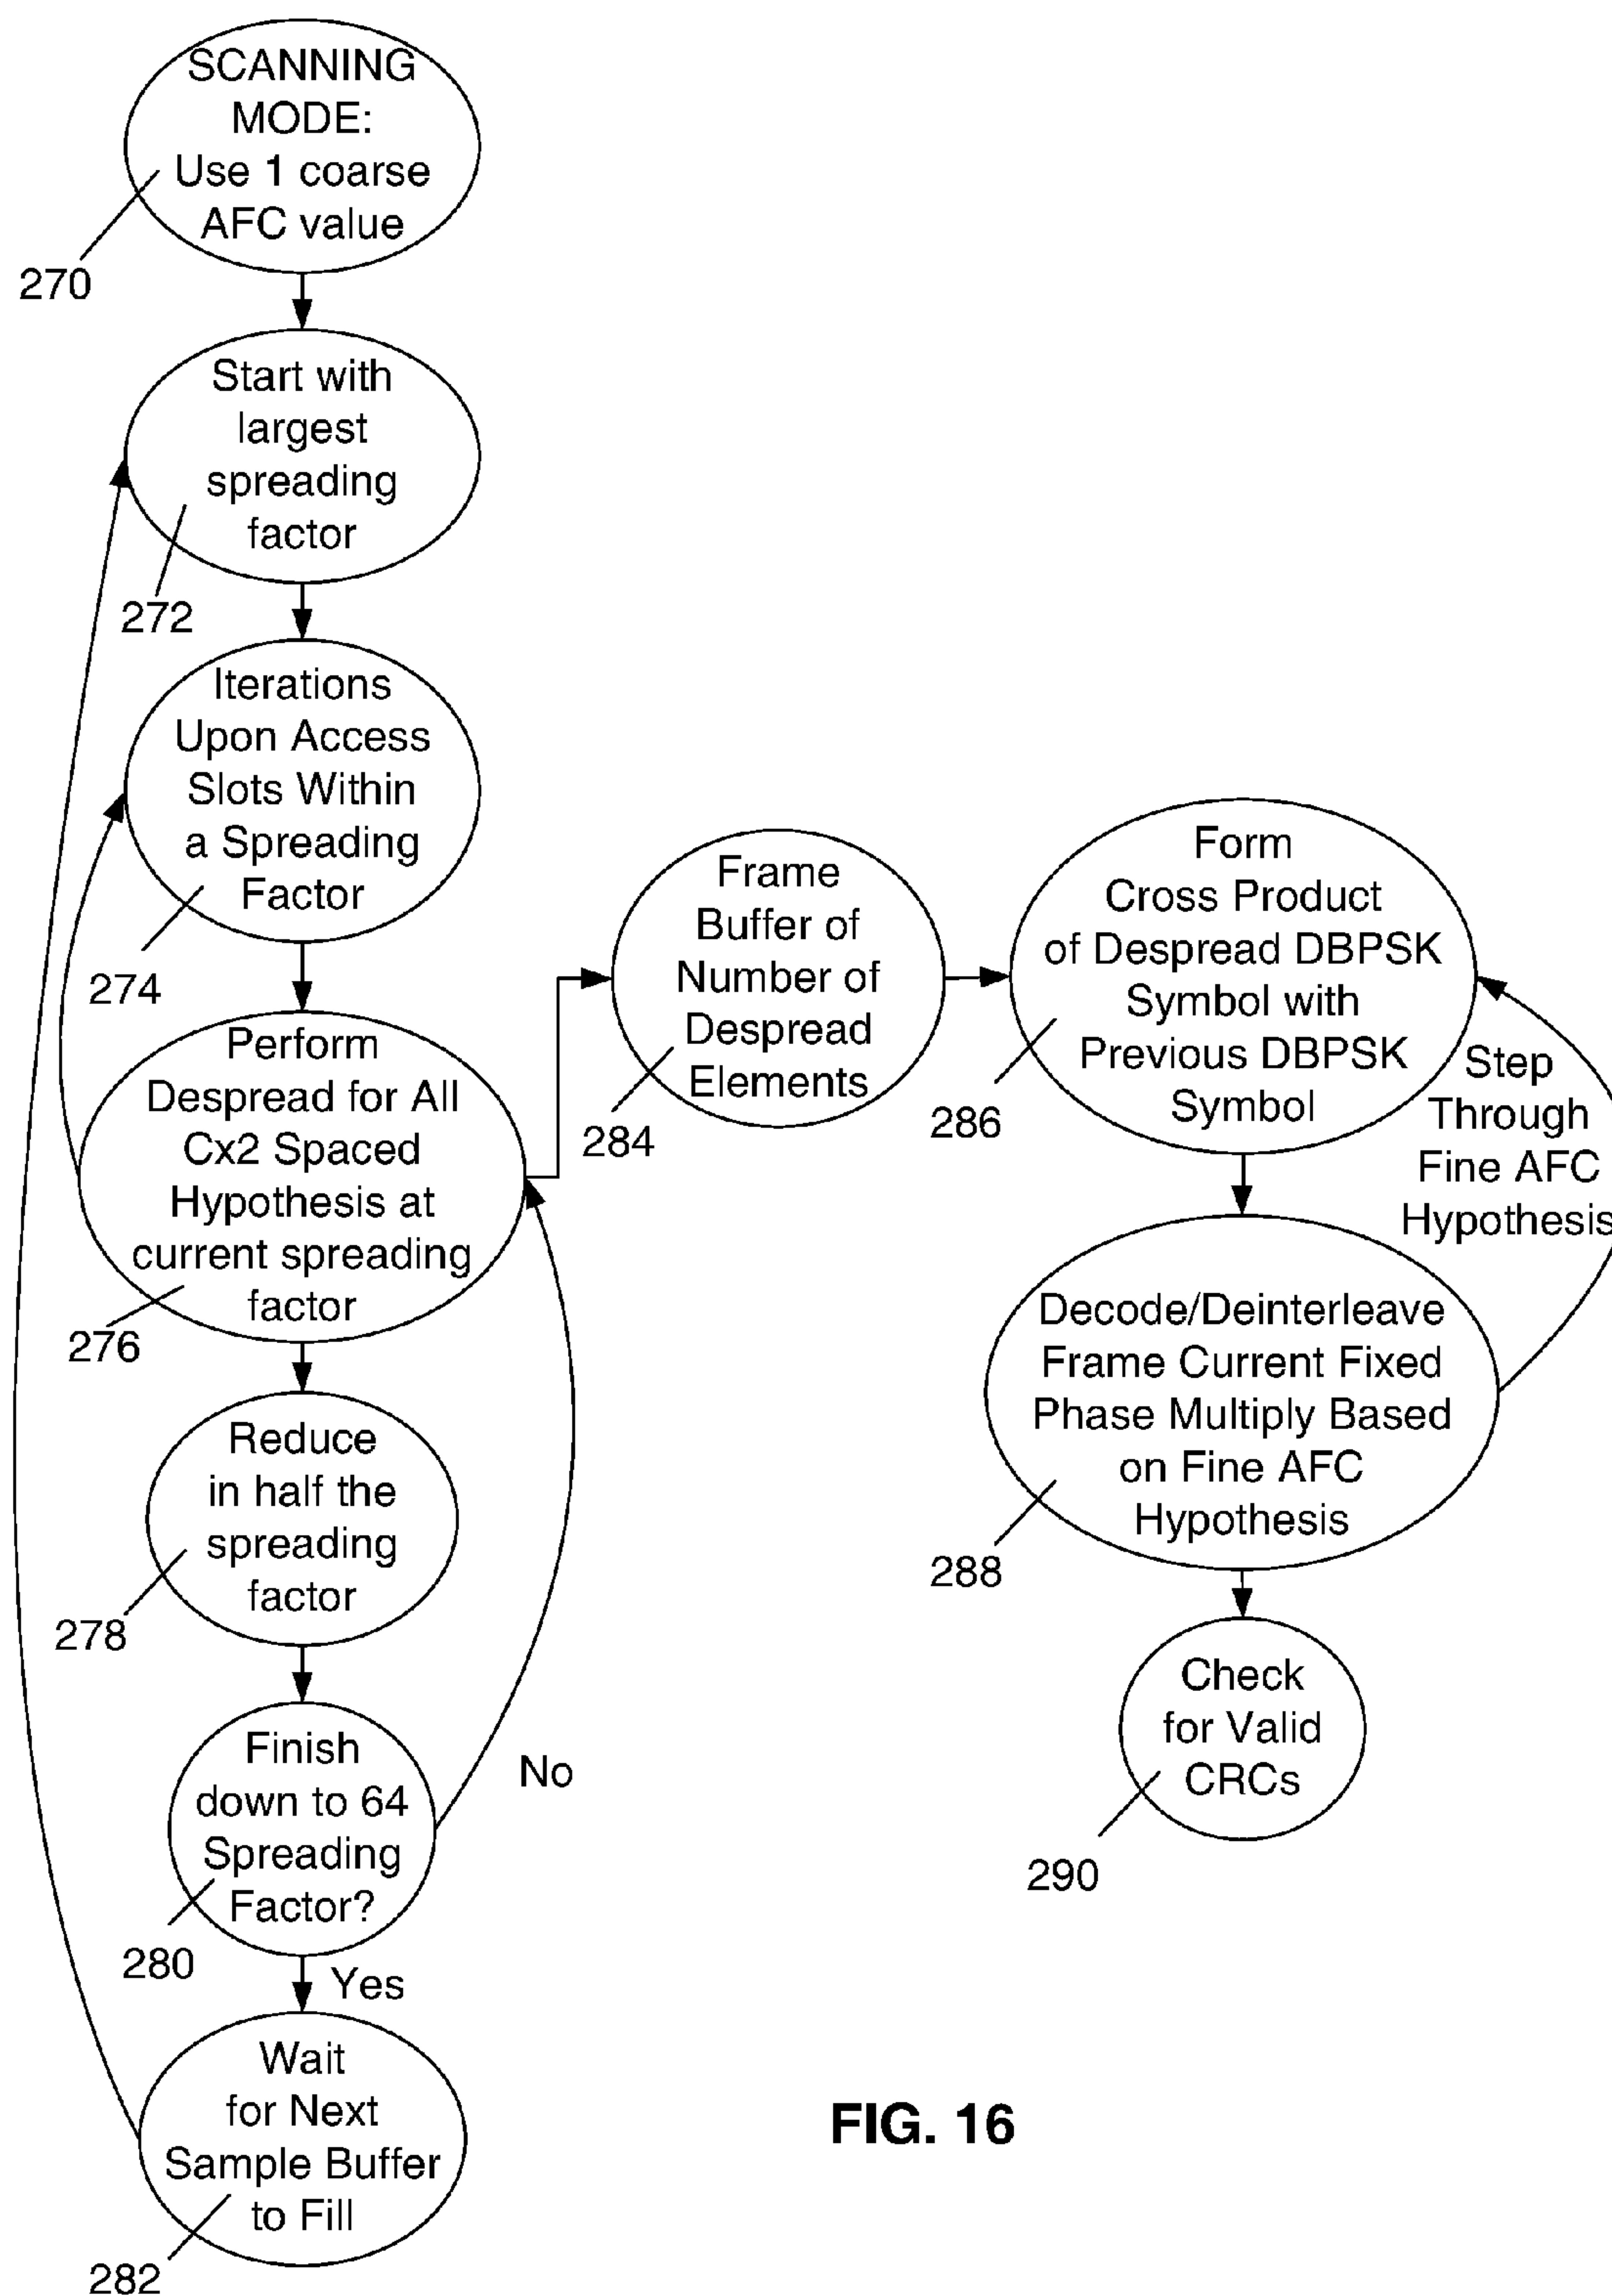 SCANNING
MODE:
Use 1 coarse
AFC value
270
Start with
largest
spreading
factor
272
Iterations
Upon Access
Slots Within
a Spreading
Factor
274
Perform
Despread for All
Cx2 Spaced
Hypothesis at
current spreading
factor
276
Reduce
in half the
spreading
factor
278
Finish
down to 64
Spreading
Factor?
280
No
Yes
Wait
for Next
Sample Buffer
to Fill
282
Frame
Buffer of
Number of
Despread
Elements
284
Form
Cross Product
of Despread DBPSK
Symbol with
Previous DBPSK
Symbol
286
Step
Through
Fine AFC
Hypothesis
Decode/Deinterleave
Frame Current Fixed
Phase Multiply Based
on Fine AFC
Hypothesis
288
Check
for Valid
CRCs
290
FIG. 16